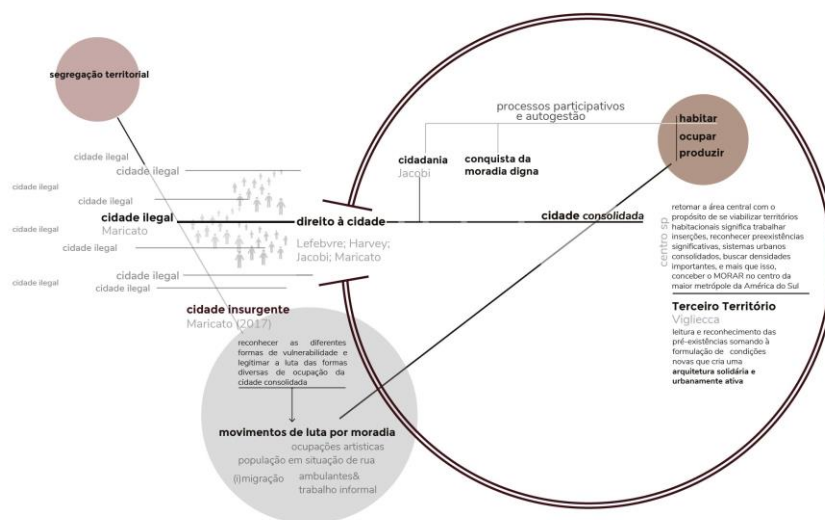 segregação territorial
cidade ilegal
cidade ilegal
cidade ilegal
cidade ilegal
cidade ilegal
Maricato
cidade ilegal
cidade ilegal
cidade ilegal
cidade ilegal
cidade ilegal
direito à cidade
Lefebvre; Harvey;
Jacobi; Maricato
cidade insurgente
Maricato (2017)
reconhecer as diferentes
formas de vulnerabilidade e
legitimar a luta das formas
diversas de ocupação da
cidade consolidada
movimentos de luta por moradia
ocupações artisticas
população em situação de rua
(i)migração
ambulantes&
trabalho informal
processos participativos
e autogestão
cidadania
Jacobi
conquista da
moradia digna
cidade consolidada
habitar
ocupar
produzir
centro sp
retomar a área central com o
propósito de se viabilizar territórios
habitacionais significa trabalhar
inserções, reconhecer preexistências
significativas, sistemas urbanos
consolidados, buscar densidades
importantes, e mais que isso,
conceber o MORAR no centro da
maior metrópole da América do Sul
Terceiro Território
Vigliecca
leitura e reconhecimento das
pré-existências somando à
formulação de condições
novas que cria uma
arquitetura solidária e
urbanamente ativa